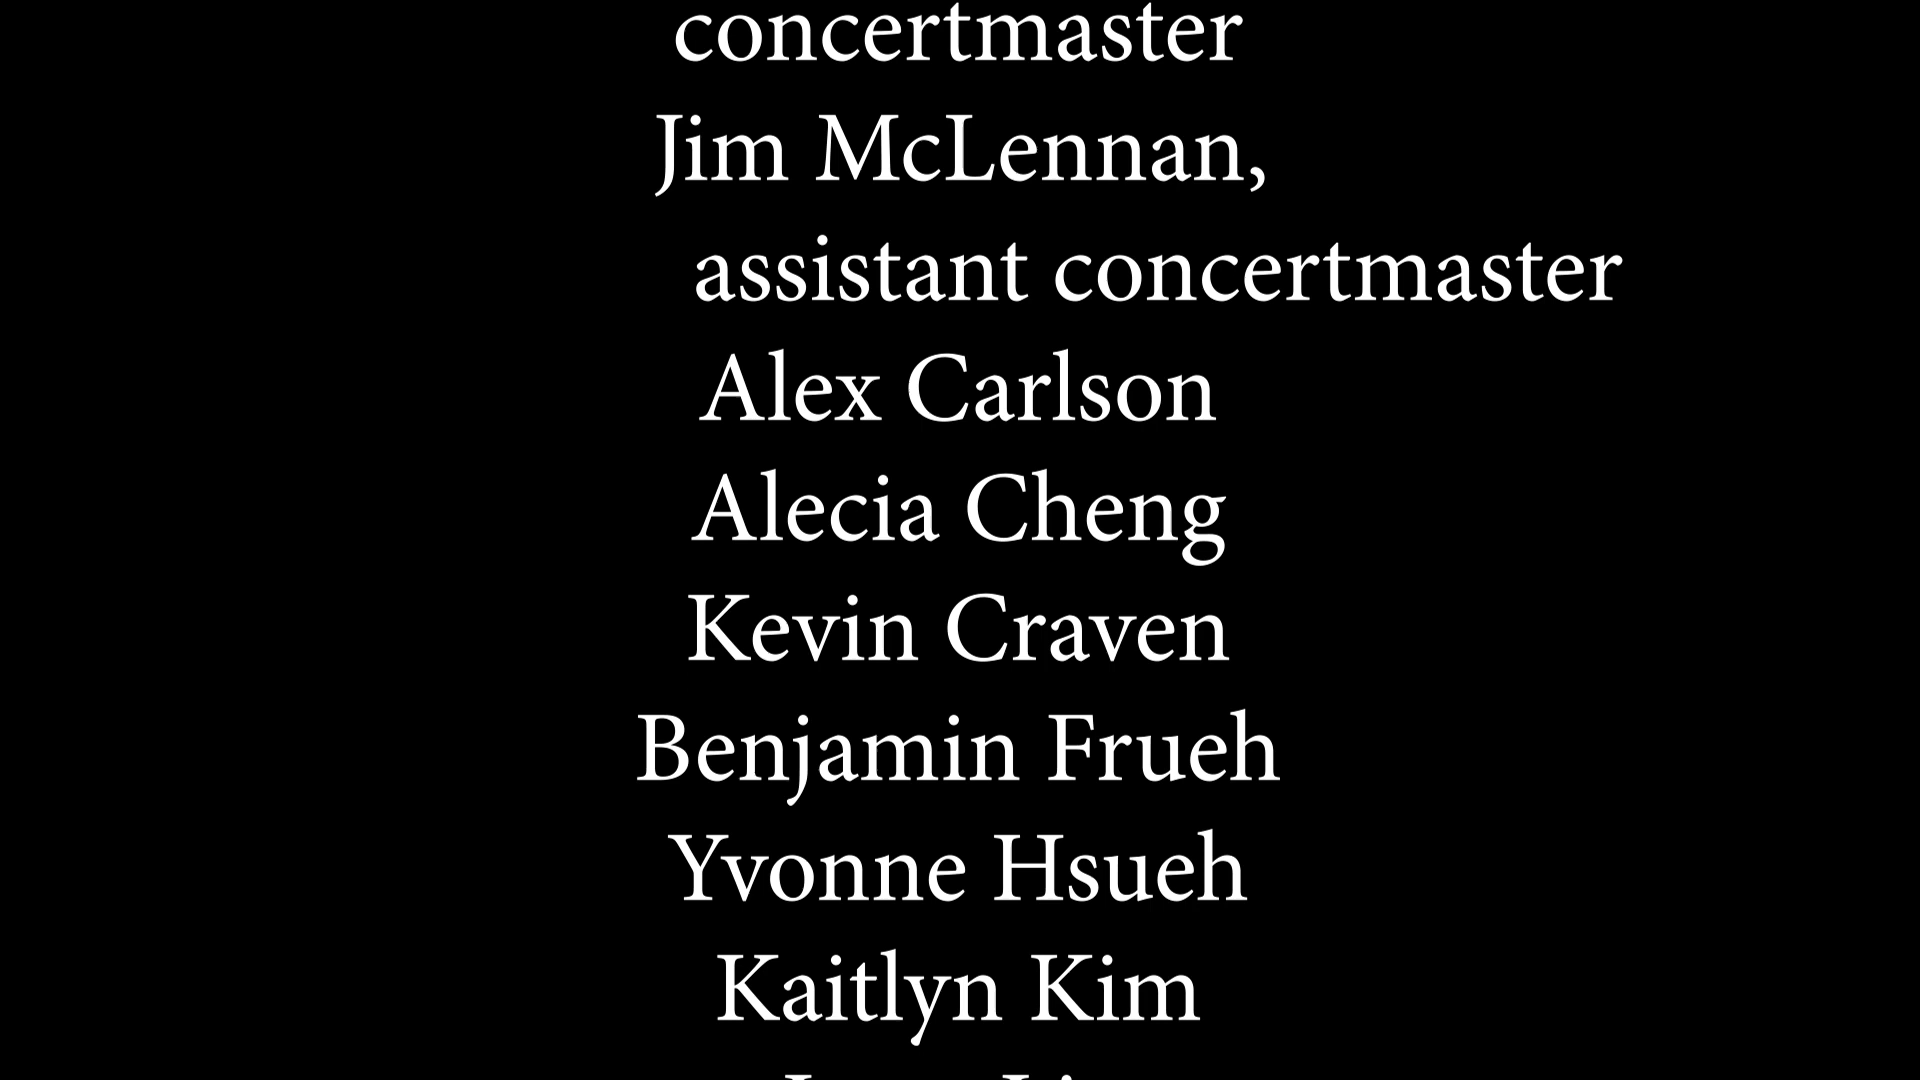 concertmaster
Jim McLennan,
assistant concertmaster
Alex Carlson
Alecia Cheng
Kevin Craven
Benjamin Frueh
Yvonne Hsueh
Kaitlyn Kim